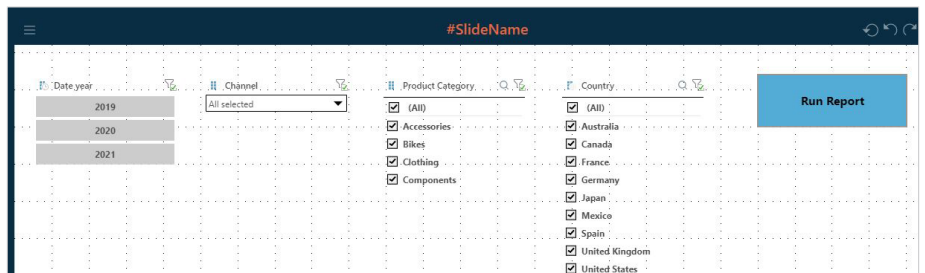 #SlideName
Date year
2019
2020
2021
Channel
All selected
Product Category
(All)
Accessories
Bikes
Clothing
Components
Country
(All)
Australia
Canada
France
Germany
Japan
Mexico
Spain
United Kingdom
United States
Run Report